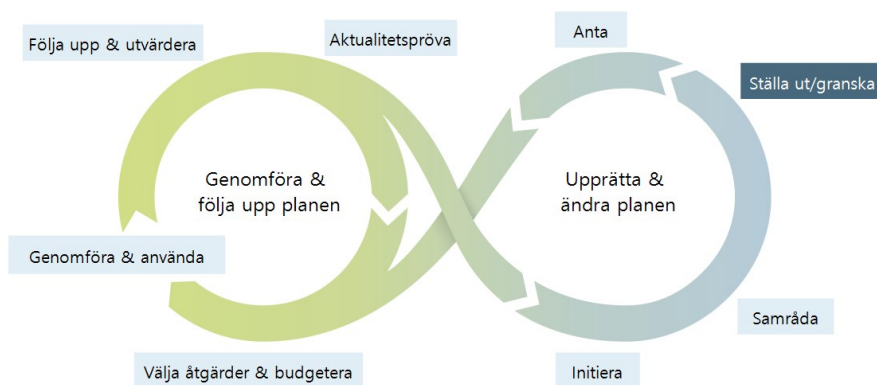 Följa upp & utvärdera
Aktualitetspröva
Anta
Ställa ut/granska
Genomföra &
följa upp planen
Upprätta &
ändra planen
Genomföra & använda
Samråda
Välja åtgärder & budgetera
Initiera